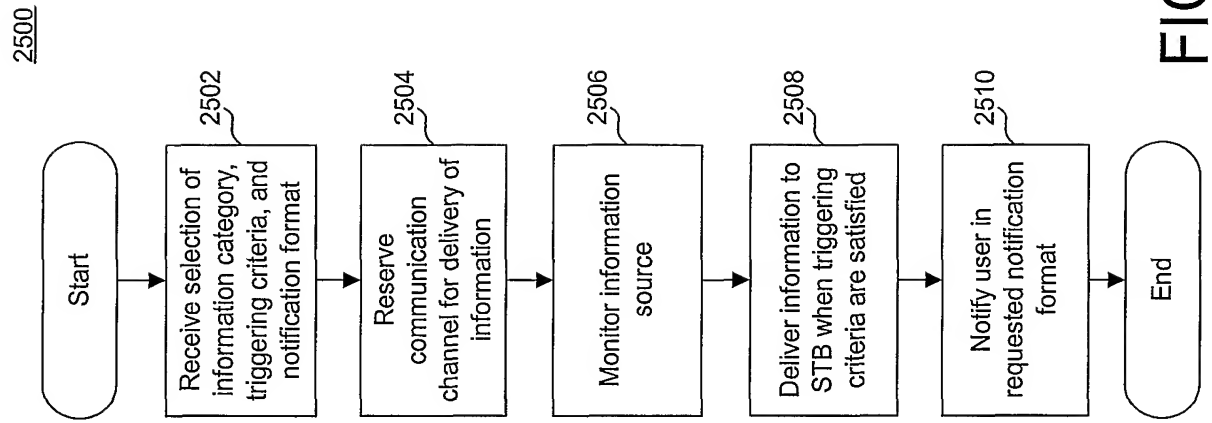 2500
Start
2502
Receive selection of
information category,
triggering criteria, and
notification format
2504
Reserve
communication
channel for delivery of
information
2506
Monitor information
source
2508
Deliver information to
STB when triggering
criteria are satisfied
2510
Notify user in
requested notification
format
End